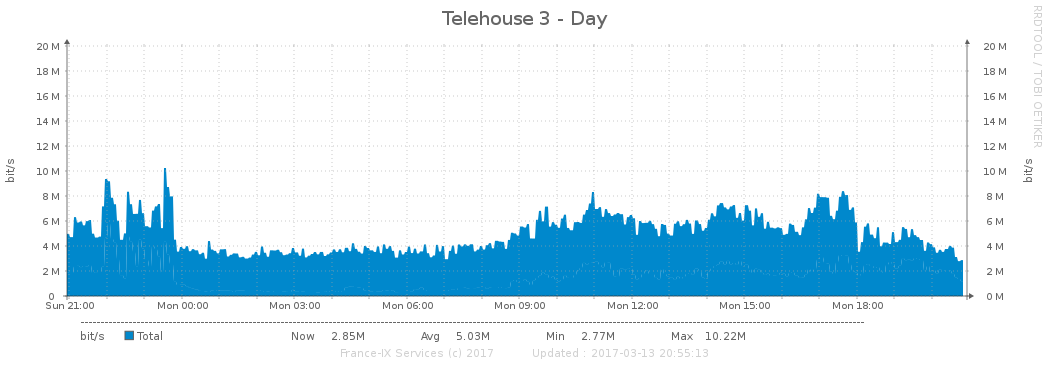 Telehouse 3 - Day
RRDTOOL / TOBI OETIKER
20 M 20 M
18 M 18 M
16 M 16 M
14 M 14 M
12 M 12 M
bit/s bit/s
10 M 10 M
8 M 8 M
6 M 6 M
4 M 4 M
2 M 2 M
0 0 M
Sun 21:00 Mon 00:00 Mon 03:00 Mon 06:00 Mon 09:00 Mon 12:00 Mon 15:00 Mon 18:00
bit/s Total Now 2.85M Avg 5.03M Min 2.77M Max 10.22M
France-IX Services (c) 2017 Updated : 2017-03-13 20:55:13